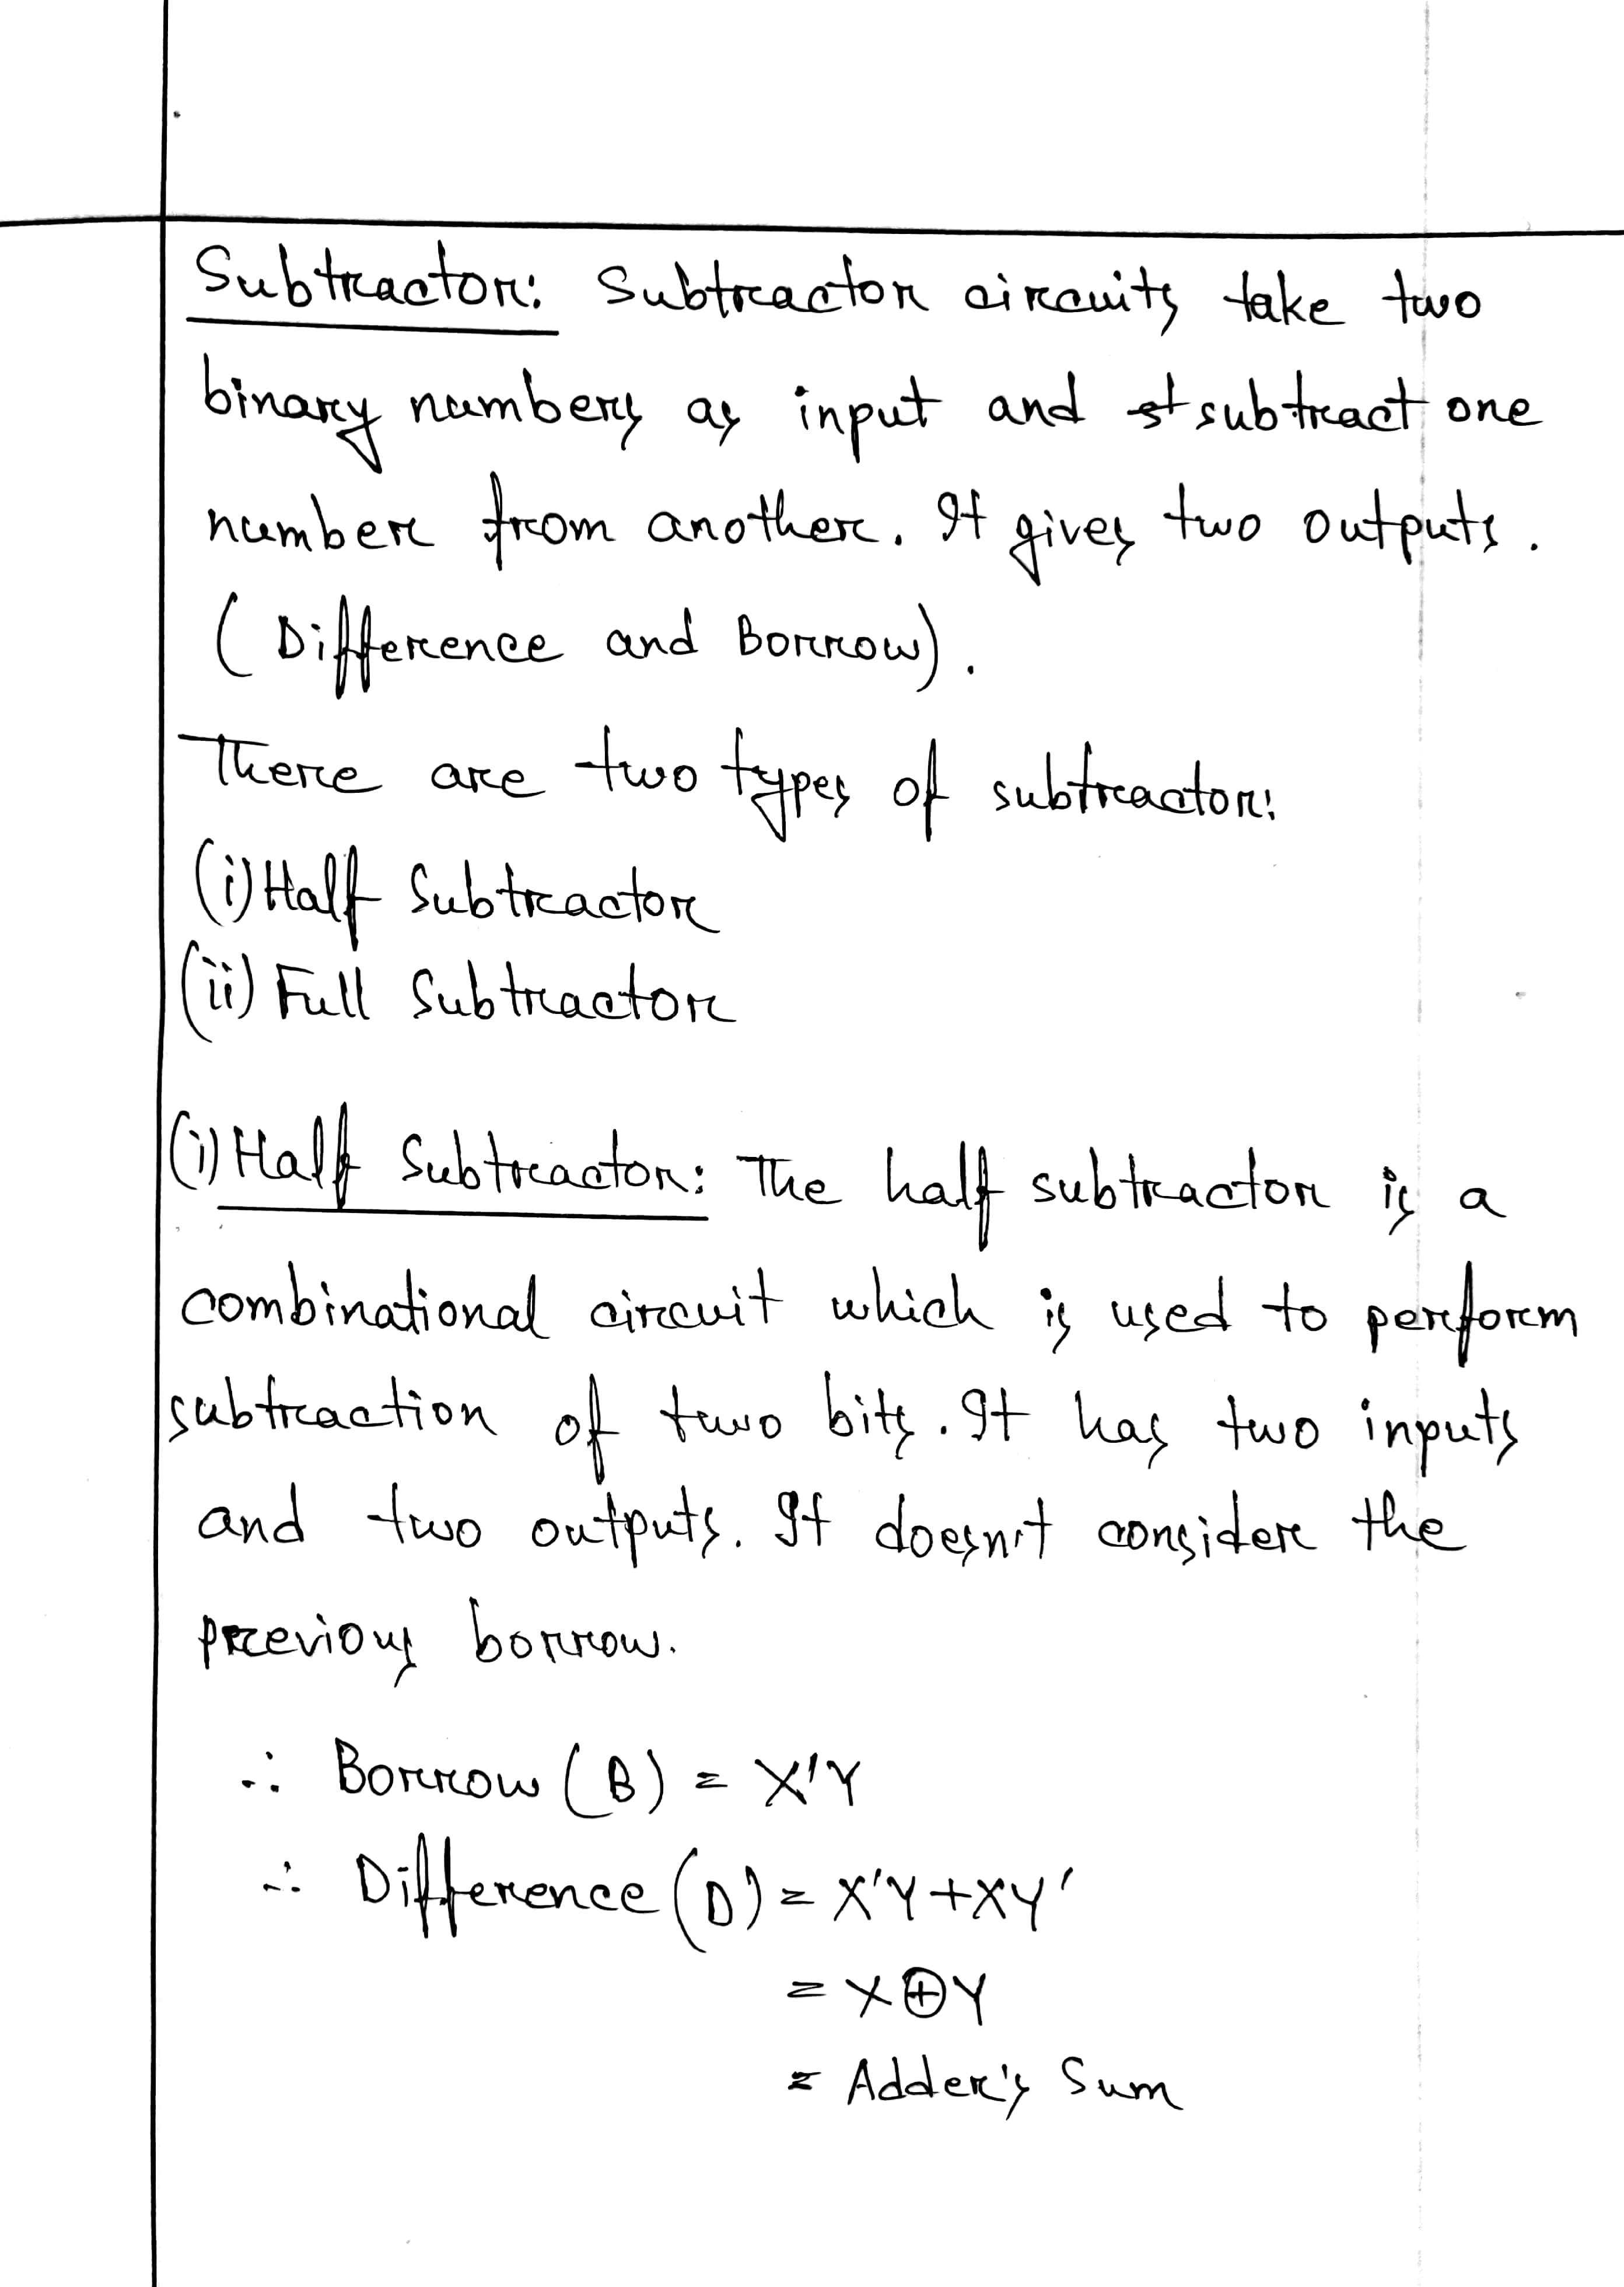 Subtractor: Subtractor circuits take two
binary numbers as input and st subtract one
number from another. It gives two outputs.
(Difference and Borrow).
There are two types of subtractor:
(i) Half Subtractor
(ii) Full Subtractor
(i) Half Subtractor: The half subtractor is a
combinational circuit which is used to perform
subtraction of two bits. It has two inputs
and two outputs. It doesn't consider the
previous borrow.
∴ Borrow (B) = X'Y
∴ Difference (D) = X'Y+XY'
= X⊕Y
= Adder's Sum